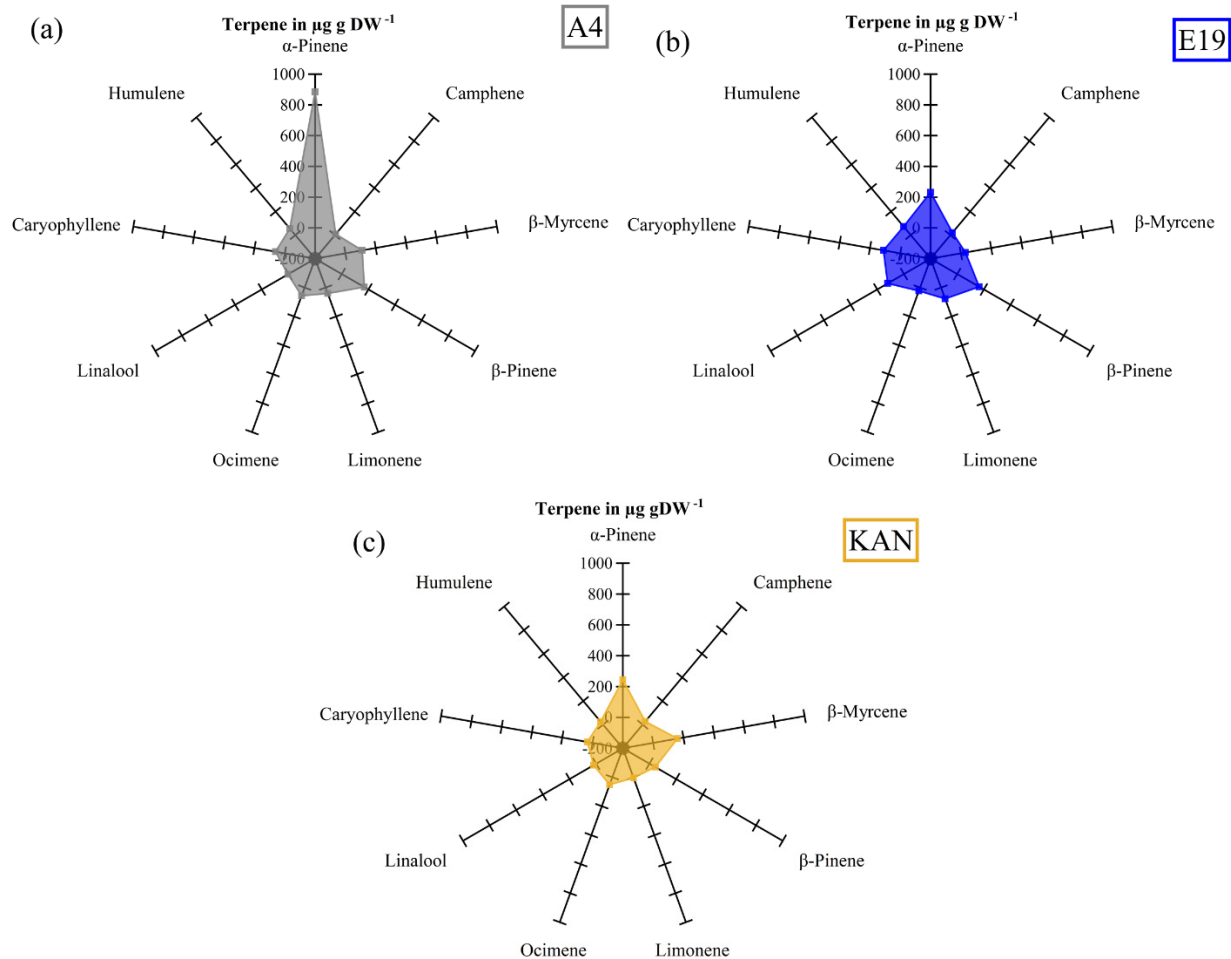 (a)
Terpene in µg g DW⁻¹
A4
α-Pinene
1000
800
600
400
200
0
-200
Humulene
Camphene
Caryophyllene
β-Myrcene
Linalool
β-Pinene
Ocimene
Limonene
(b)
Terpene in µg g DW⁻¹
E19
α-Pinene
1000
800
600
400
200
0
-200
Humulene
Camphene
Caryophyllene
β-Myrcene
Linalool
β-Pinene
Ocimene
Limonene
(c)
Terpene in µg gDW⁻¹
KAN
α-Pinene
1000
800
600
400
200
0
-200
Humulene
Camphene
Caryophyllene
β-Myrcene
Linalool
β-Pinene
Ocimene
Limonene